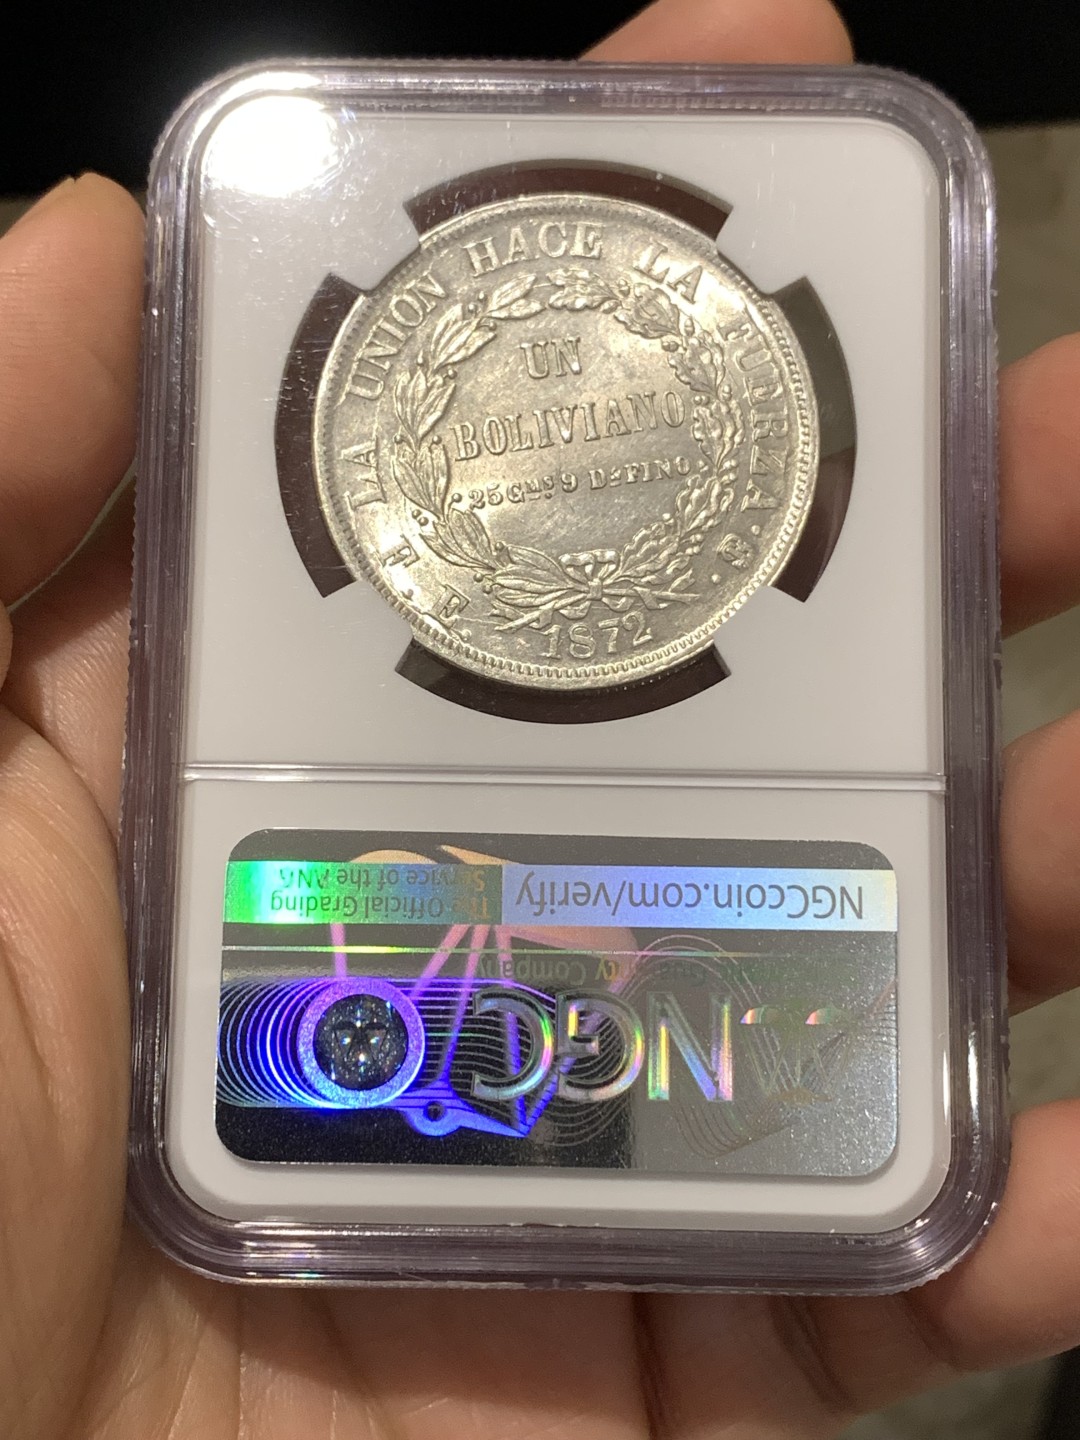 LA UNION HACE LA FUERZA. E.
F. E.
UN
BOLIVIANO
25 Gms 9 Ds FINO.
1872
NGCcoin.com/verify
The Official Grading
Service of the ANA
NGC